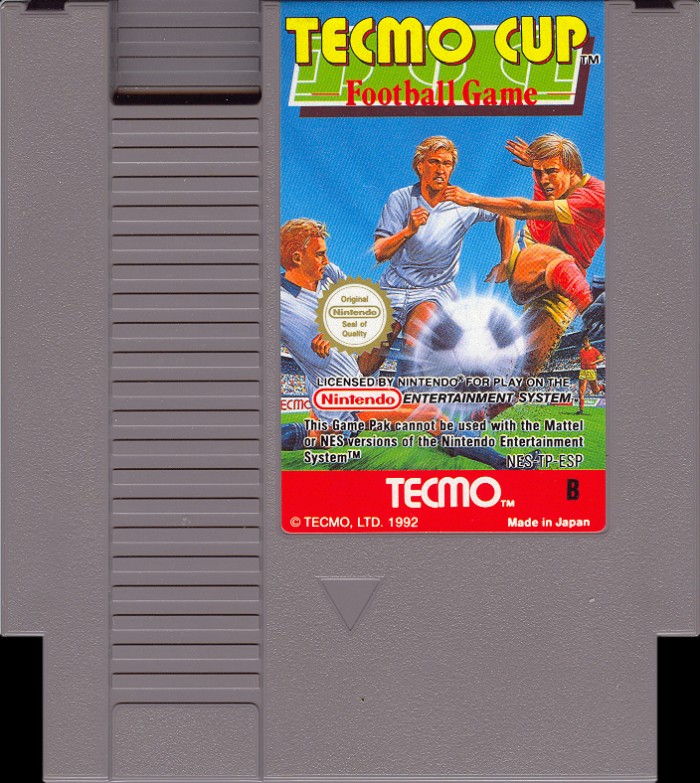 TECMO CUP™
Football Game
Original
Nintendo
Seal of
Quality
LICENSED BY NINTENDO® FOR PLAY ON THE
Nintendo ENTERTAINMENT SYSTEM™
ECMO
This Game Pak cannot be used with the Mattel
or NES versions of the Nintendo Entertainment
System™
NES-TP-ESP
TECMO™ B
© TECMO, LTD. 1992 Made in Japan